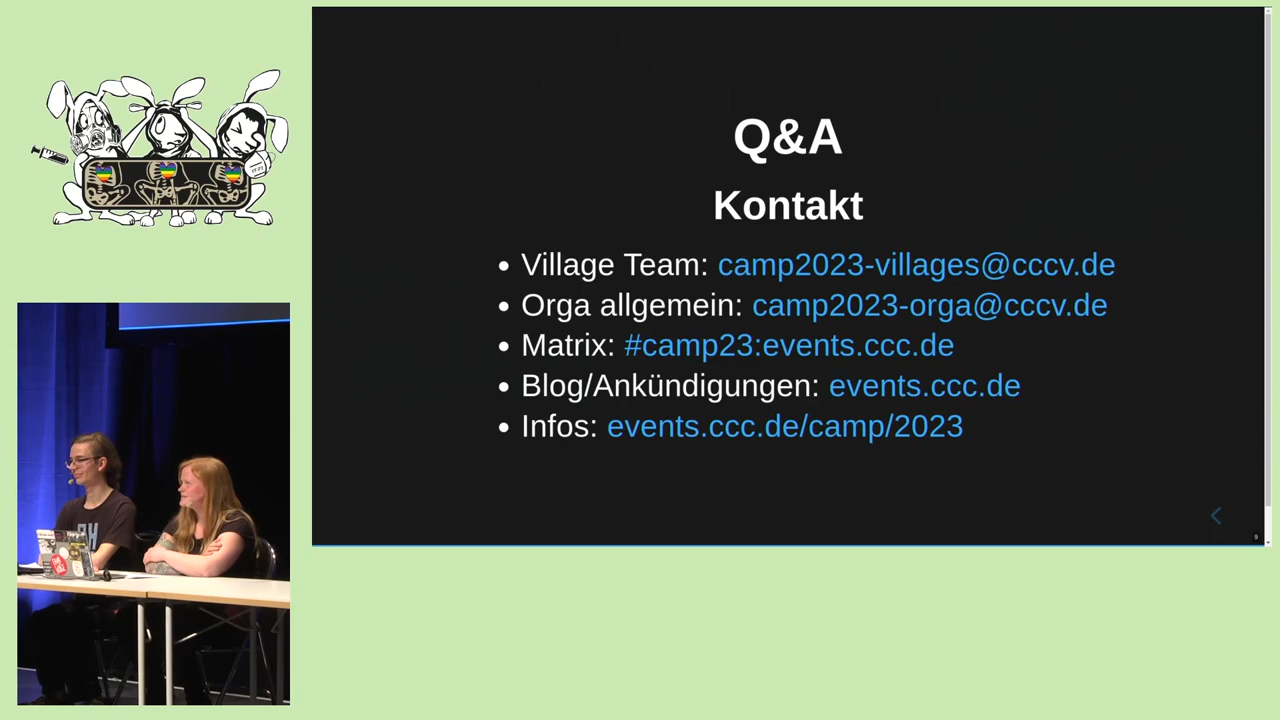 Q&A
Kontakt
• Village Team: camp2023-villages@cccv.de
• Orga allgemein: camp2023-orga@cccv.de
• Matrix: #camp23:events.ccc.de
• Blog/Ankündigungen: events.ccc.de
• Infos: events.ccc.de/camp/2023
9